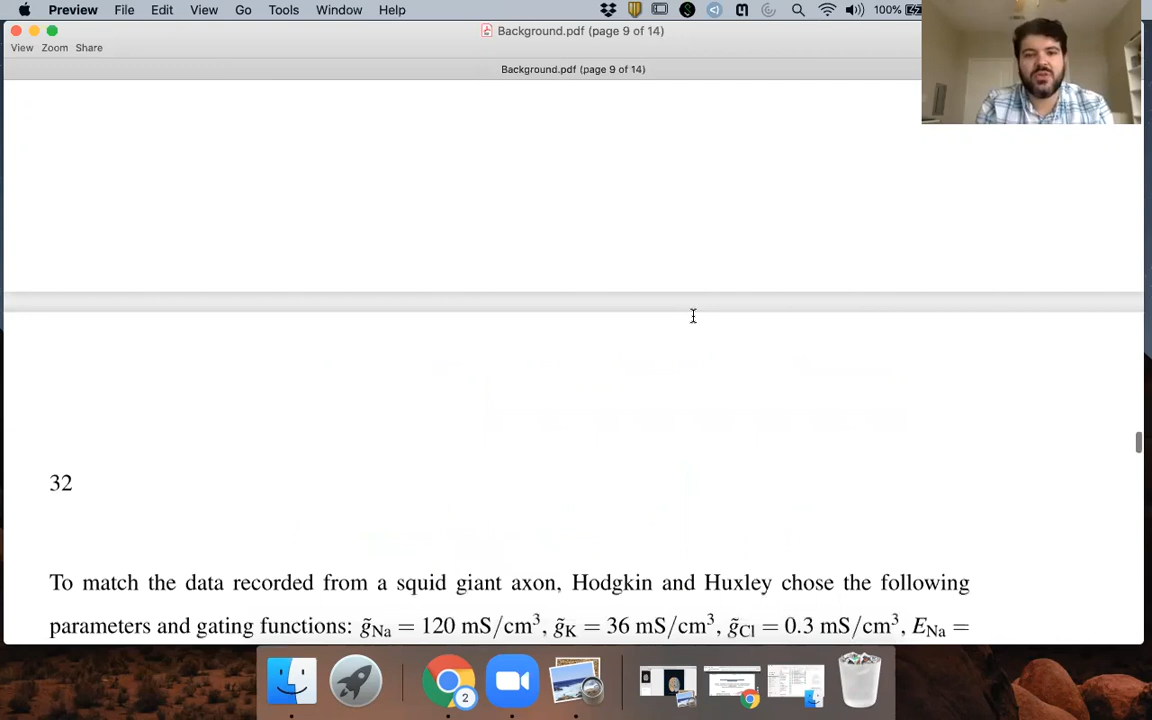 Preview File Edit View Go Tools Window Help 100%
Background.pdf (page 9 of 14)
View Zoom Share
Background.pdf (page 9 of 14)
32
To match the data recorded from a squid giant axon, Hodgkin and Huxley chose the following
parameters and gating functions: g̃Na = 120 mS/cm³, g̃K = 36 mS/cm³, g̃Cl = 0.3 mS/cm³, ENa =
2